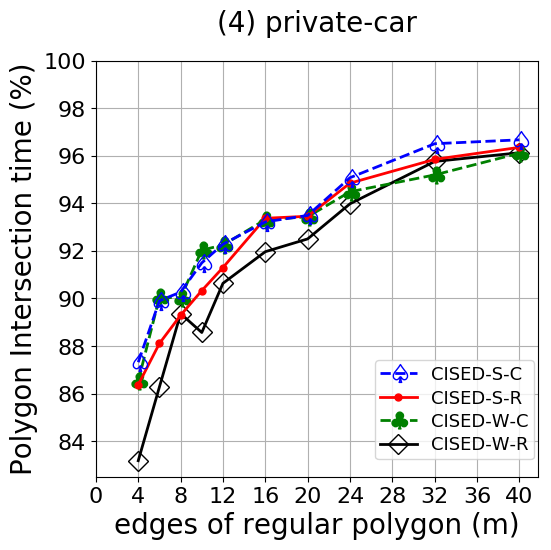 (4) private-car
Polygon Intersection time (%)
100
98
96
94
92
90
88
86
84
0 4 8 12 16 20 24 28 32 36 40
edges of regular polygon (m)
CISED-S-C
CISED-S-R
CISED-W-C
CISED-W-R